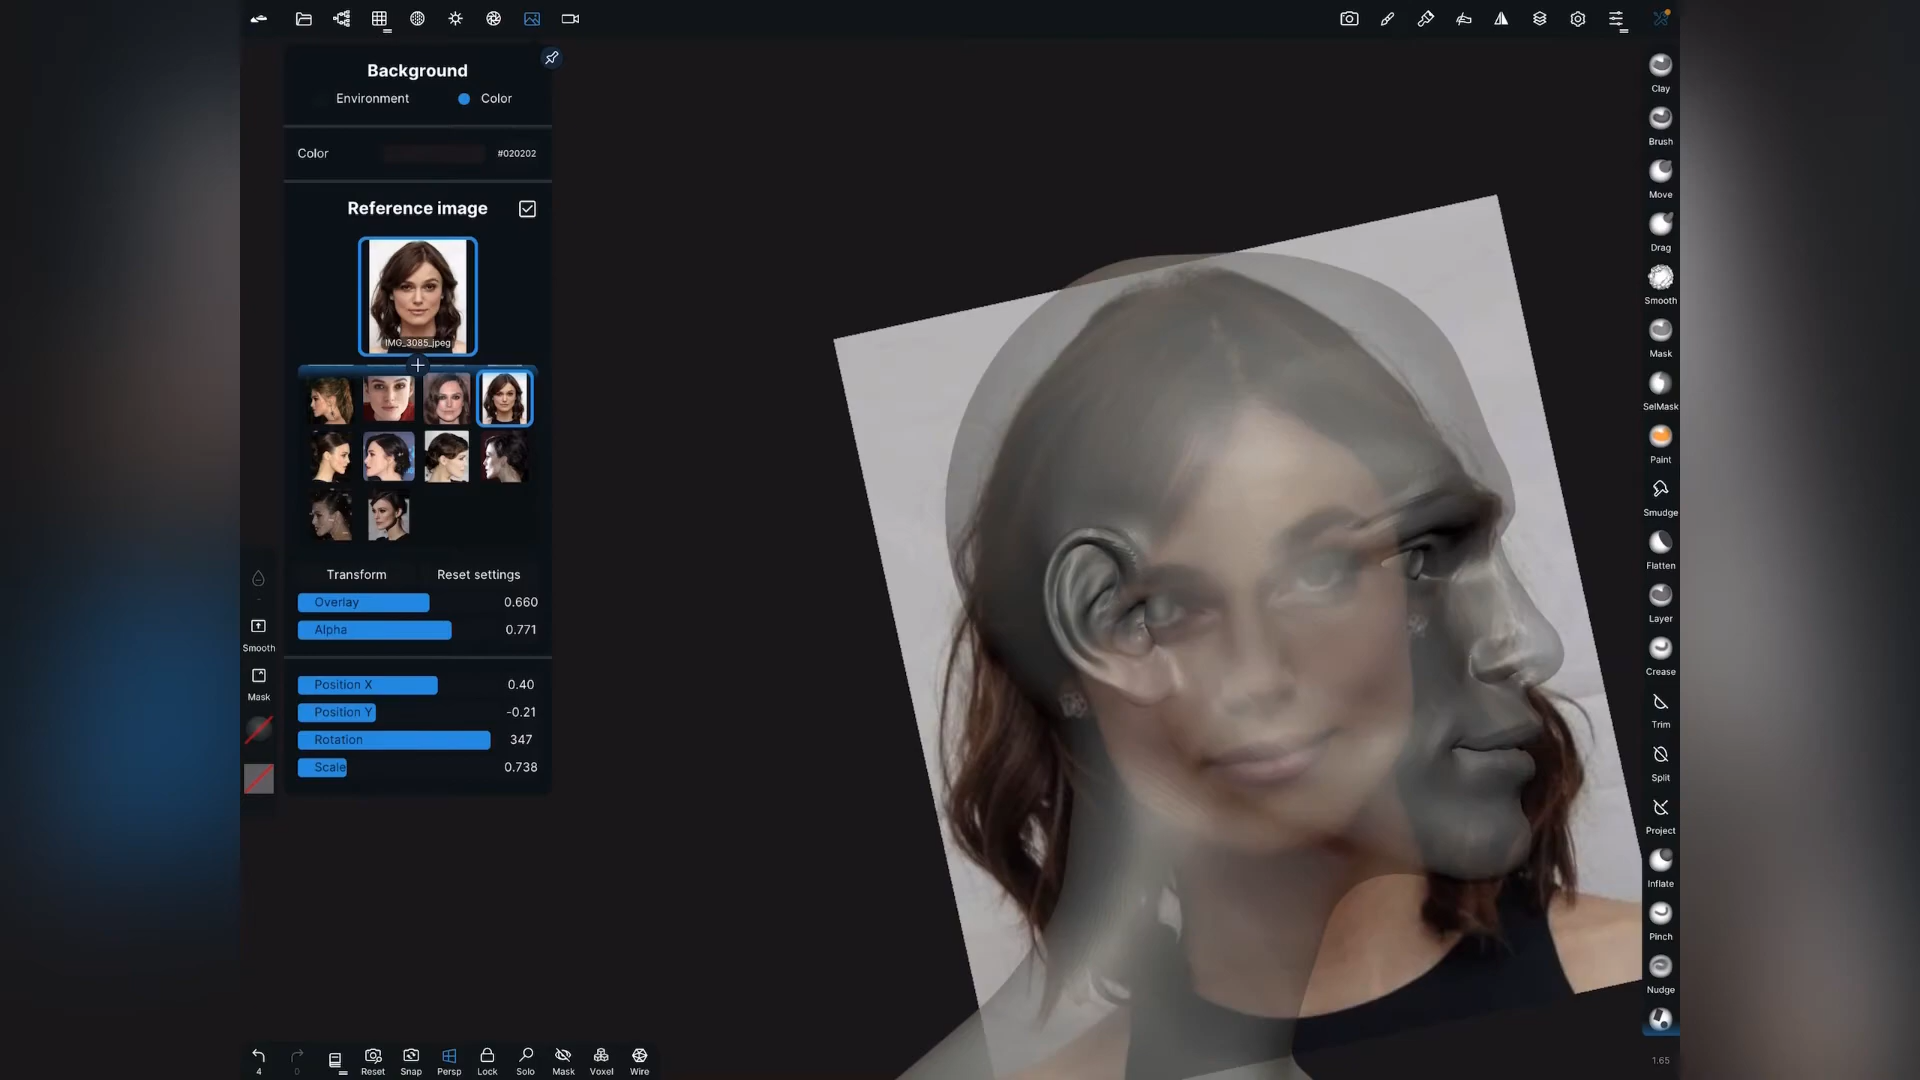 Background
Environment
Color
Color
#020202
Reference image
IMG_3085_jpeg
Transform
Reset settings
Overlay
0.660
Alpha
0.771
Position X
0.40
Position Y
-0.21
Rotation
347
Scale
0.738
Smooth
Mask
Clay
Brush
Move
Drag
Smooth
Mask
SelMask
Paint
Smudge
Flatten
Layer
Crease
Trim
Split
Project
Inflate
Pinch
Nudge
4
0
Reset
Snap
Persp
Lock
Solo
Mask
Voxel
Wire
1.65